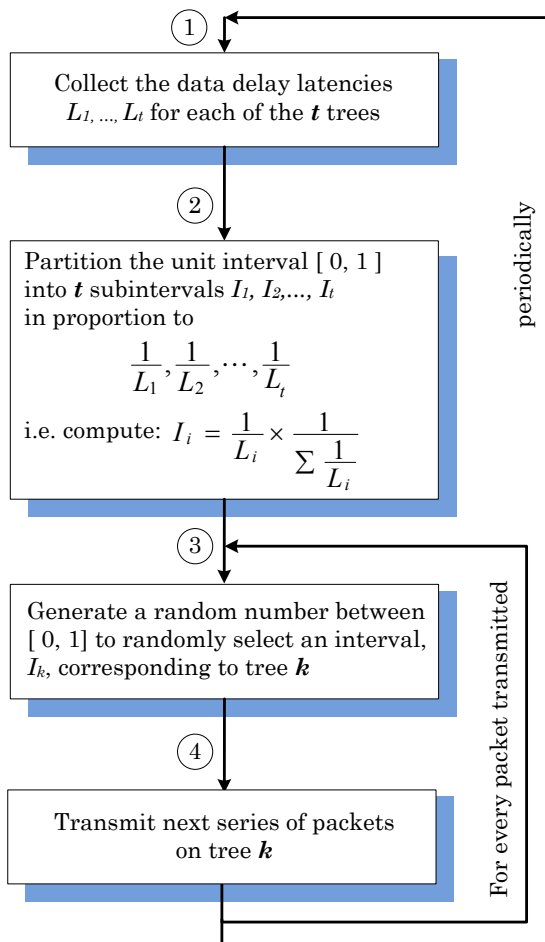 1
Collect the data delay latencies
L1, ..., Lt for each of the t trees
2
Partition the unit interval [ 0, 1 ]
into t subintervals I1, I2,..., It
in proportion to
1/L1, 1/L2, ⋯, 1/Lt
i.e. compute: Ii = 1/Li × 1/(∑ 1/Li)
3
Generate a random number between
[ 0, 1] to randomly select an interval,
Ik, corresponding to tree k
4
Transmit next series of packets
on tree k
For every packet transmitted
periodically